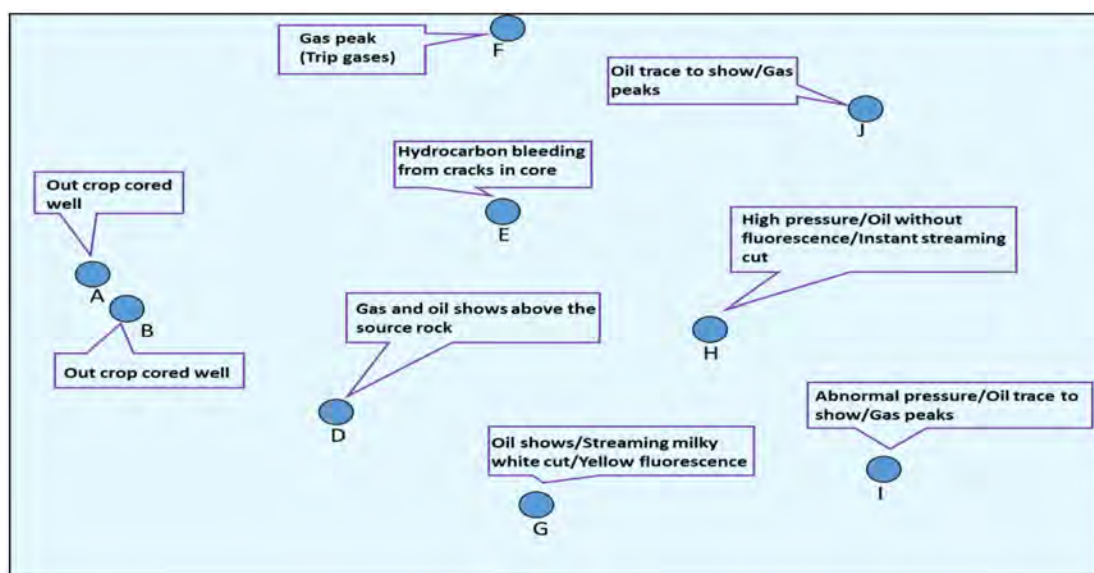 Gas peak
(Trip gases)
F
Oil trace to show/Gas
peaks
J
Hydrocarbon bleeding
from cracks in core
E
Out crop cored
well
A
High pressure/Oil without
fluorescence/Instant streaming
cut
H
B
Out crop cored well
Gas and oil shows above the
source rock
D
Abnormal pressure/Oil trace to
show/Gas peaks
I
Oil shows/Streaming milky
white cut/Yellow fluorescence
G